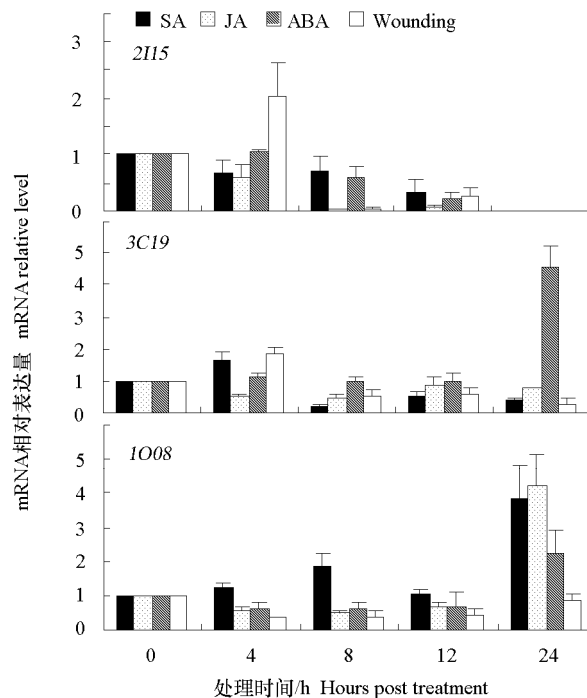 SA JA ABA Wounding
2I15
3
2
1
0
3C19
5
4
3
2
1
0
1O08
5
4
3
2
1
0
0 4 8 12 24
处理时间/h Hours post treatment
mRNA相对表达量 mRNA relative level